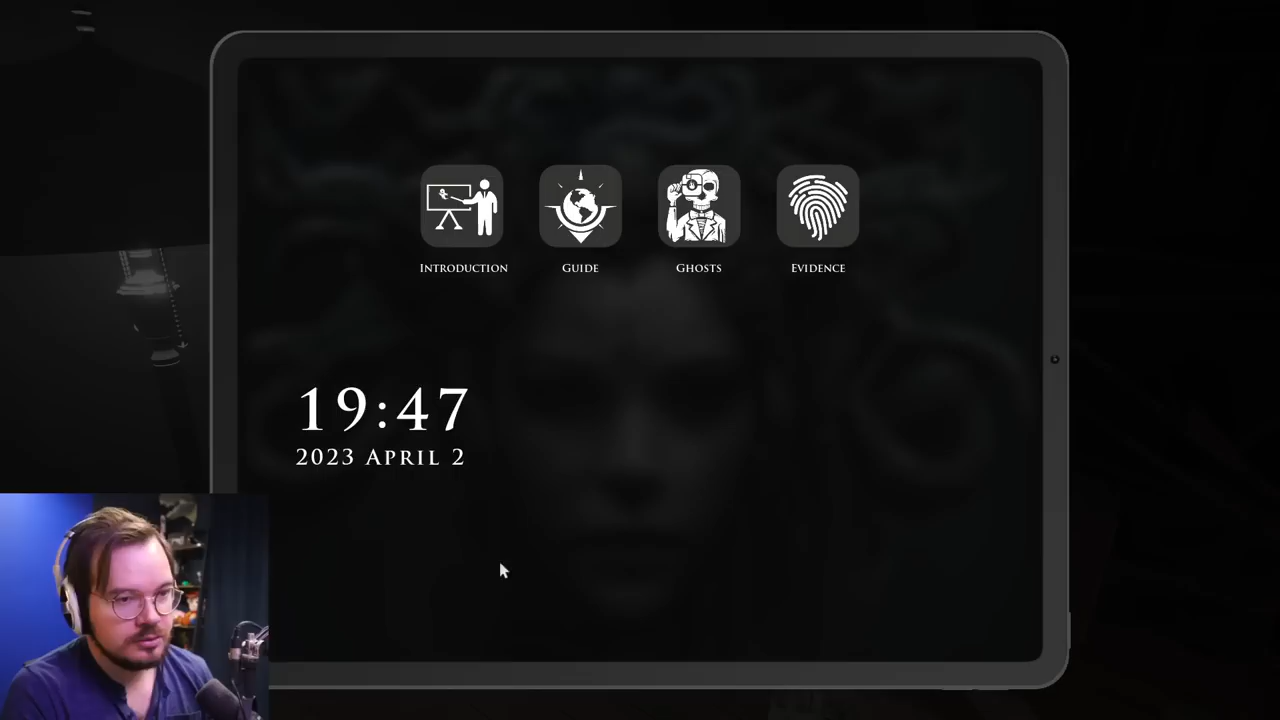 INTRODUCTION
GUIDE
GHOSTS
EVIDENCE
19:47
2023 APRIL 2